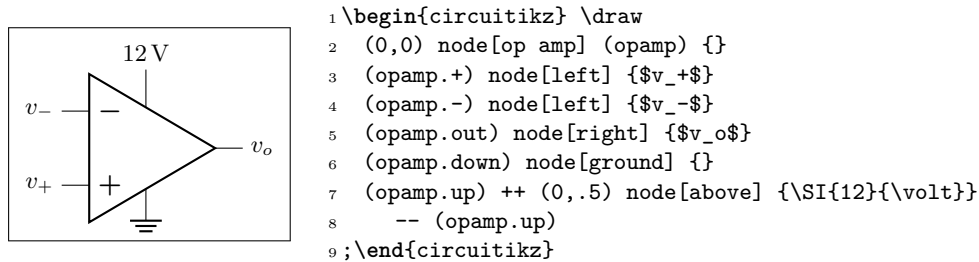 12 V
v₋
−
v₊
+
vₒ
1 \begin{circuitikz} \draw
2   (0,0) node[op amp] (opamp) {}
3   (opamp.+) node[left] {$v_+$}
4   (opamp.-) node[left] {$v_-$}
5   (opamp.out) node[right] {$v_o$}
6   (opamp.down) node[ground] {}
7   (opamp.up) ++ (0,.5) node[above] {\SI{12}{\volt}}
8     -- (opamp.up)
9 ;\end{circuitikz}